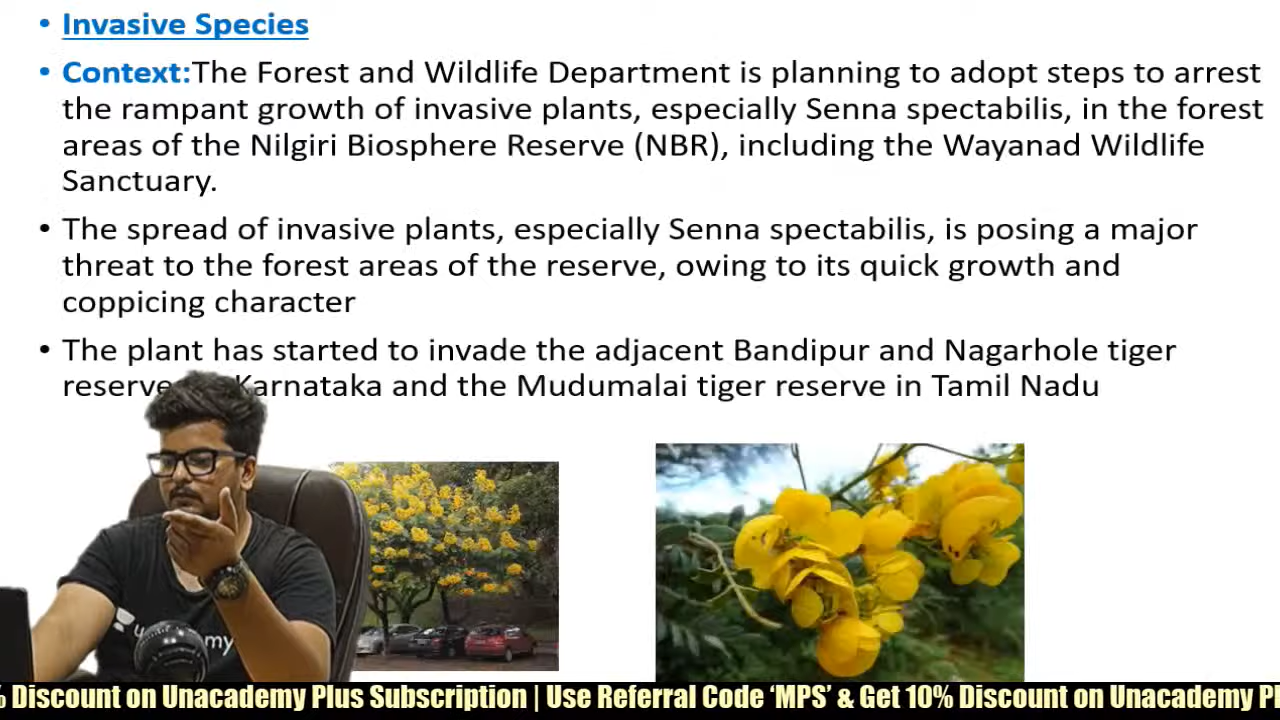 Invasive Species
Context:The Forest and Wildlife Department is planning to adopt steps to arrest
the rampant growth of invasive plants, especially Senna spectabilis, in the forest
areas of the Nilgiri Biosphere Reserve (NBR), including the Wayanad Wildlife
Sanctuary.
The spread of invasive plants, especially Senna spectabilis, is posing a major
threat to the forest areas of the reserve, owing to its quick growth and
coppicing character
The plant has started to invade the adjacent Bandipur and Nagarhole tiger
Karnataka and the Mudumalai tiger reserve in Tamil Nadu
% Discount on Unacademy Plus Subscription | Use Referral Code ‘MPS’ & Get 10% Discount on Unacademy